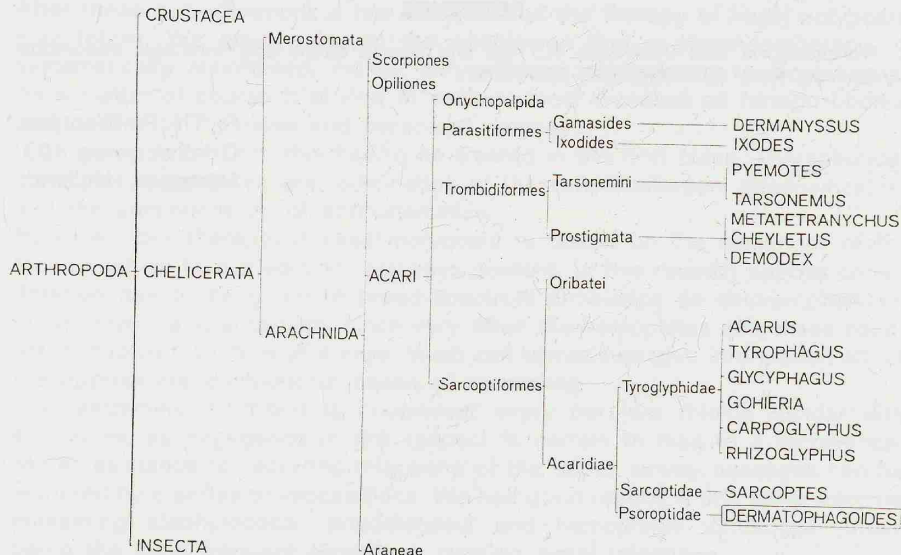 CRUSTACEA
Merostomata
Scorpiones
Opiliones
Onychopalpida
Parasitiformes
Gamasides
DERMANYSSUS
Ixodides
IXODES
Trombidiformes
Tarsonemini
PYEMOTES
TARSONEMUS
Prostigmata
METATETRANYCHUS
CHEYLETUS
DEMODEX
ARTHROPODA
CHELICERATA
ACARI
Oribatei
ARACHNIDA
ACARUS
TYROPHAGUS
Sarcoptiformes
Tyroglyphidae
GLYCYPHAGUS
GOHIERIA
CARPOGLYPHUS
RHIZOGLYPHUS
Acaridiae
Sarcoptidae
SARCOPTES
Psoroptidae
DERMATOPHAGOIDES
INSECTA
Araneae